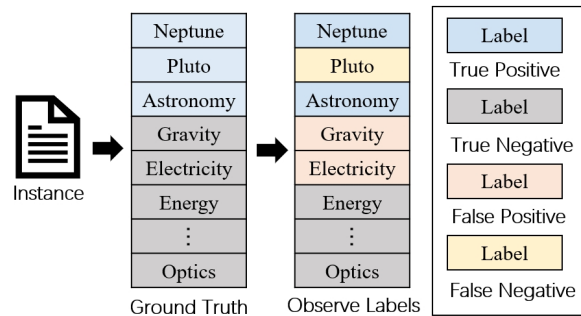 Instance
Neptune
Pluto
Astronomy
Gravity
Electricity
Energy
⋮
Optics
Ground Truth
Neptune
Pluto
Astronomy
Gravity
Electricity
Energy
⋮
Optics
Observe Labels
Label
True Positive
Label
True Negative
Label
False Positive
Label
False Negative